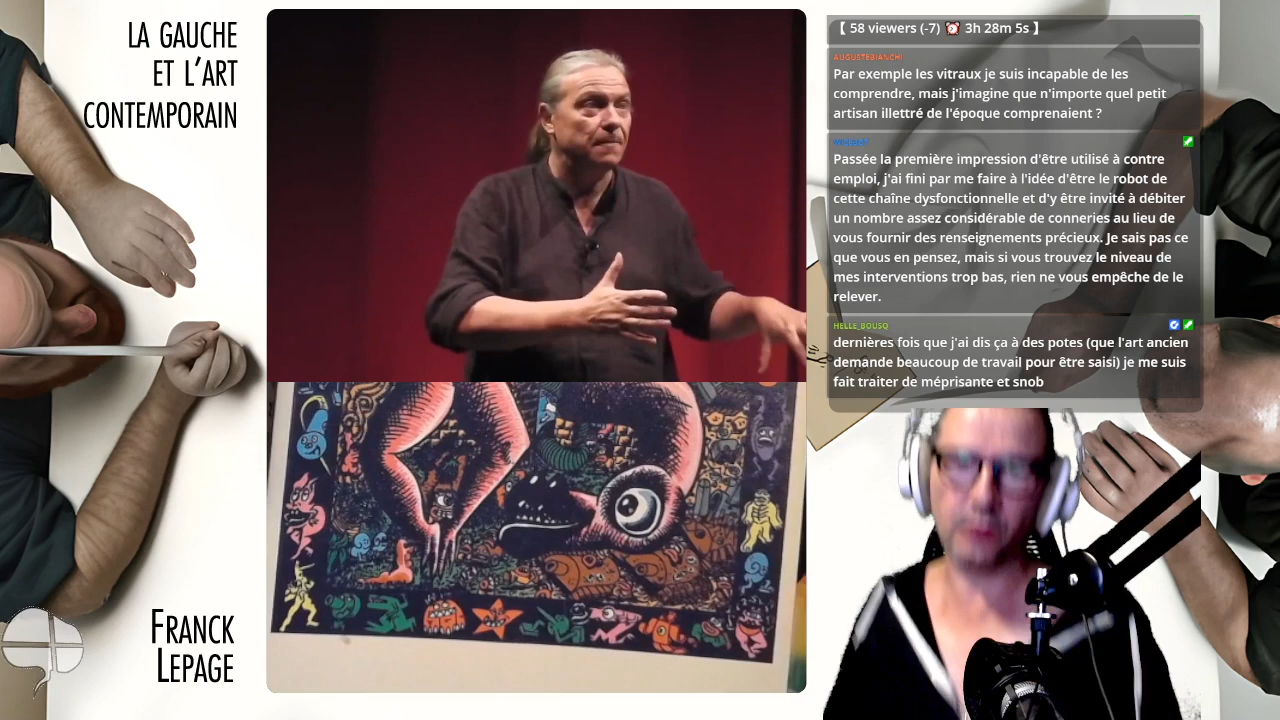 LA GAUCHE
ET L'ART
CONTEMPORAIN
FRANCK
LEPAGE
【 58 viewers (-7) ⏰ 3h 28m 5s 】
AUGUSTEBIANCHI
Par exemple les vitraux je suis incapable de les
comprendre, mais j'imagine que n'importe quel petit
artisan illettré de l'époque comprenaient ?
Passée la première impression d'être utilisé à contre
emploi, j'ai fini par me faire à l'idée d'être le robot de
cette chaîne dysfonctionnelle et d'y être invité à débiter
un nombre assez considérable de conneries au lieu de
vous fournir des renseignements précieux. Je sais pas ce
que vous en pensez, mais si vous trouvez le niveau de
mes interventions trop bas, rien ne vous empêche de le
relever.
HELLE_BOUSQ
dernières fois que j'ai dis ça à des potes (que l'art ancien
demande beaucoup de travail pour être saisi) je me suis
fait traiter de méprisante et snob